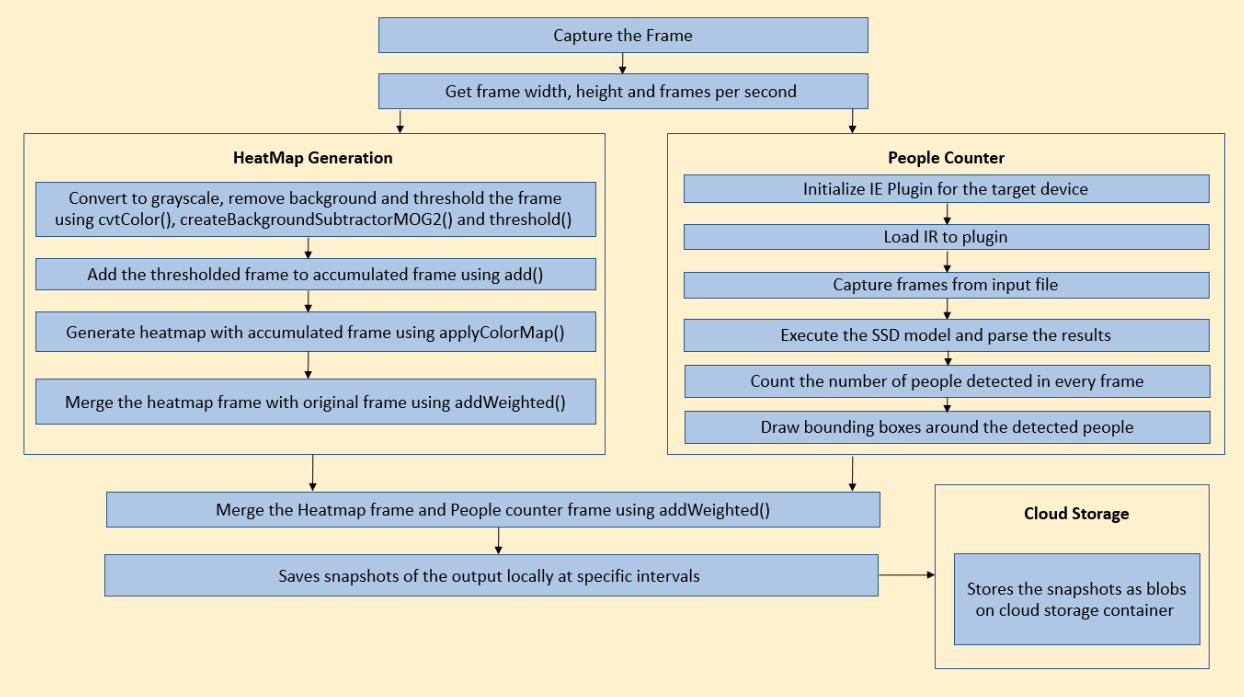 Capture the Frame
Get frame width, height and frames per second
HeatMap Generation
Convert to grayscale, remove background and threshold the frame
using cvtColor(), createBackgroundSubtractorMOG2() and threshold()
Add the thresholded frame to accumulated frame using add()
Generate heatmap with accumulated frame using applyColorMap()
Merge the heatmap frame with original frame using addWeighted()
People Counter
Initialize IE Plugin for the target device
Load IR to plugin
Capture frames from input file
Execute the SSD model and parse the results
Count the number of people detected in every frame
Draw bounding boxes around the detected people
Merge the Heatmap frame and People counter frame using addWeighted()
Saves snapshots of the output locally at specific intervals
Cloud Storage
Stores the snapshots as blobs
on cloud storage container